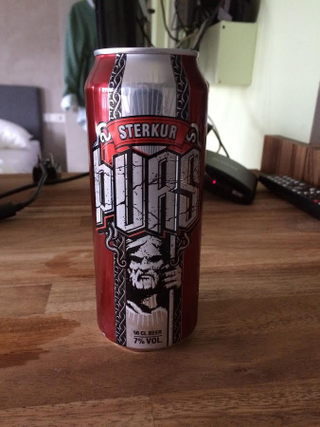 STERKUR
ÞURS
50 CL BEER
7% VOL.